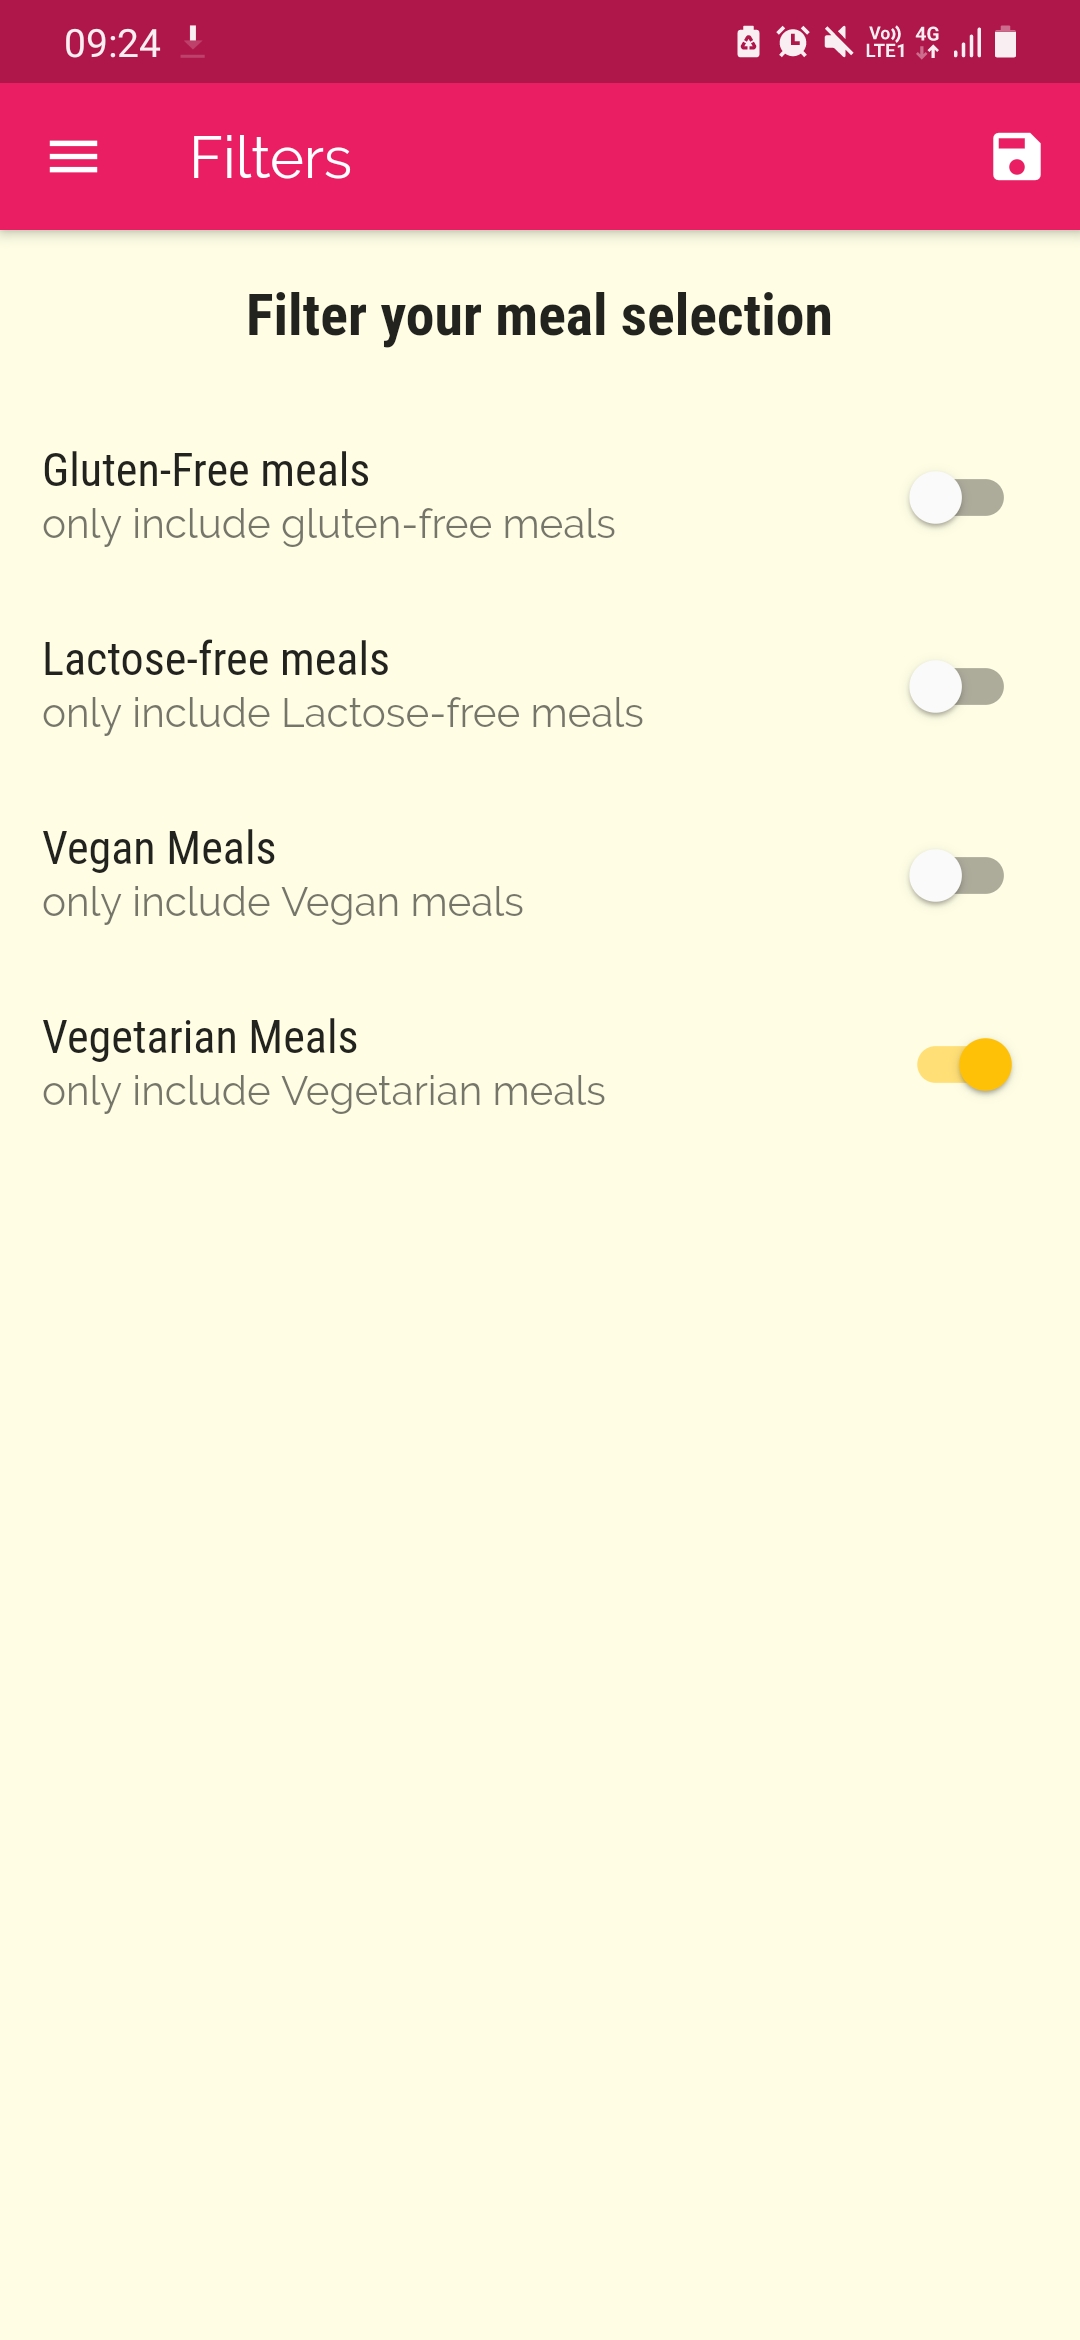 09:24 Vo)) LTE1 4G
Filters
Filter your meal selection
Gluten-Free meals
only include gluten-free meals
Lactose-free meals
only include Lactose-free meals
Vegan Meals
only include Vegan meals
Vegetarian Meals
only include Vegetarian meals